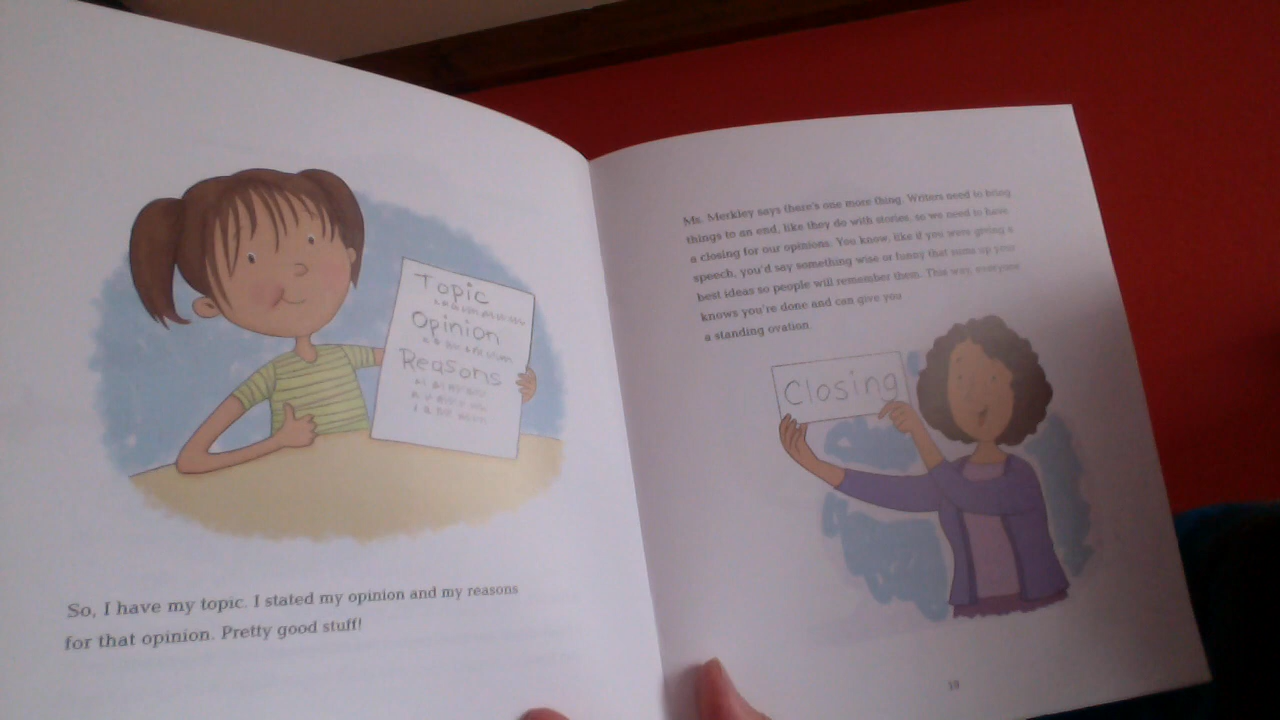 Topic
Opinion
Reasons
So, I have my topic. I stated my opinion and my reasons
for that opinion. Pretty good stuff!
Ms. Merkley says there's one more thing. Writers need to bring
things to an end, like they do with stories, so we need to have
a closing for our opinions. You know, like if you were giving a
speech, you'd say something wise or funny that sums up your
best ideas so people will remember them. This way, everyone
knows you're done and can give you
a standing ovation.
Closing
19